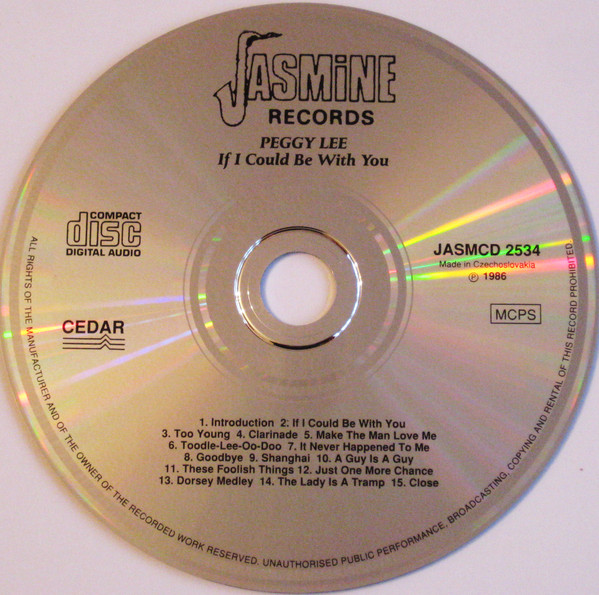 JASMiNE
RECORDS
PEGGY LEE
If I Could Be With You
COMPACT
disc
DIGITAL AUDIO
JASMCD 2534
Made in Czechoslovakia
℗ 1986
CEDAR
MCPS
1. Introduction 2. If I Could Be With You
3. Too Young 4. Clarinade 5. Make The Man Love Me
6. Toodle-Lee-Oo-Doo 7. It Never Happened To Me
8. Goodbye 9. Shanghai 10. A Guy Is A Guy
11. These Foolish Things 12. Just One More Chance
13. Dorsey Medley 14. The Lady Is A Tramp 15. Close
ALL RIGHTS OF THE MANUFACTURER AND OF THE OWNER OF THE RECORDED WORK RESERVED. UNAUTHORISED PUBLIC PERFORMANCE, BROADCASTING, COPYING AND RENTAL OF THIS RECORD PROHIBITED